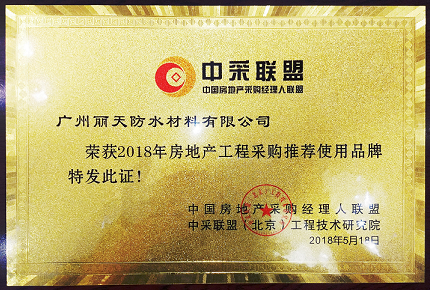 中采联盟
中国房地产采购经理人联盟
广州丽天防水材料有限公司
荣获2018年房地产工程采购推荐使用品牌
特发此证!
中国房地产采购经理人联盟
中采联盟（北京）工程技术研究院
2018年5月18日